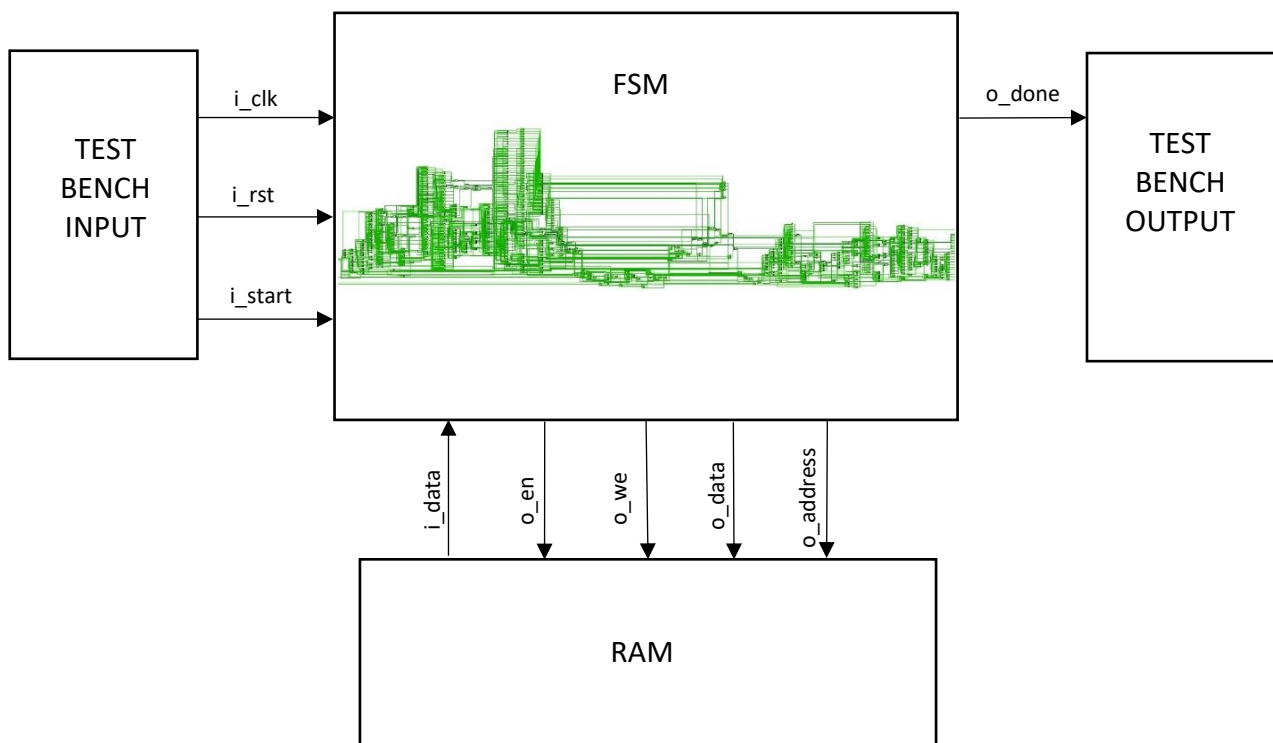 FSM
i_clk
o_done
TEST
BENCH
INPUT
i_rst
i_start
TEST
BENCH
OUTPUT
i_data
o_en
o_we
o_data
o_address
RAM